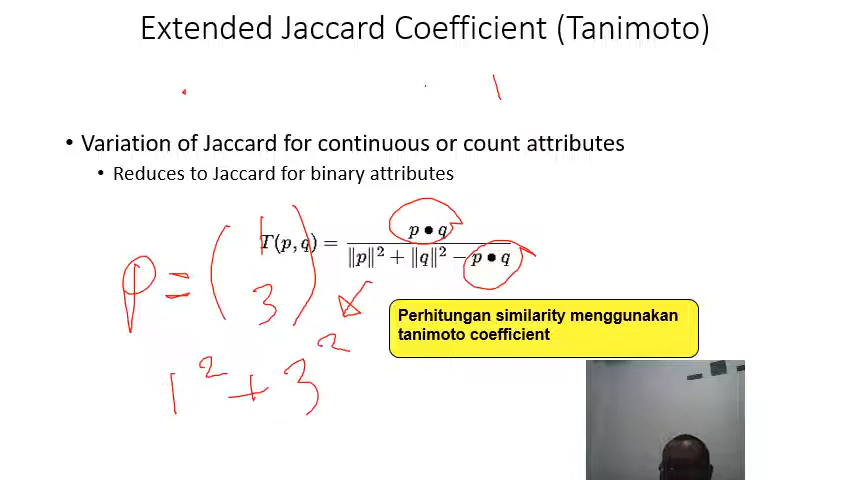 Extended Jaccard Coefficient (Tanimoto)
• Variation of Jaccard for continuous or count attributes
• Reduces to Jaccard for binary attributes
T(p, q) = p • q / ‖p‖² + ‖q‖² − p • q
p = ( 1
3 )
Perhitungan similarity menggunakan
tanimoto coefficient
1² + 3²